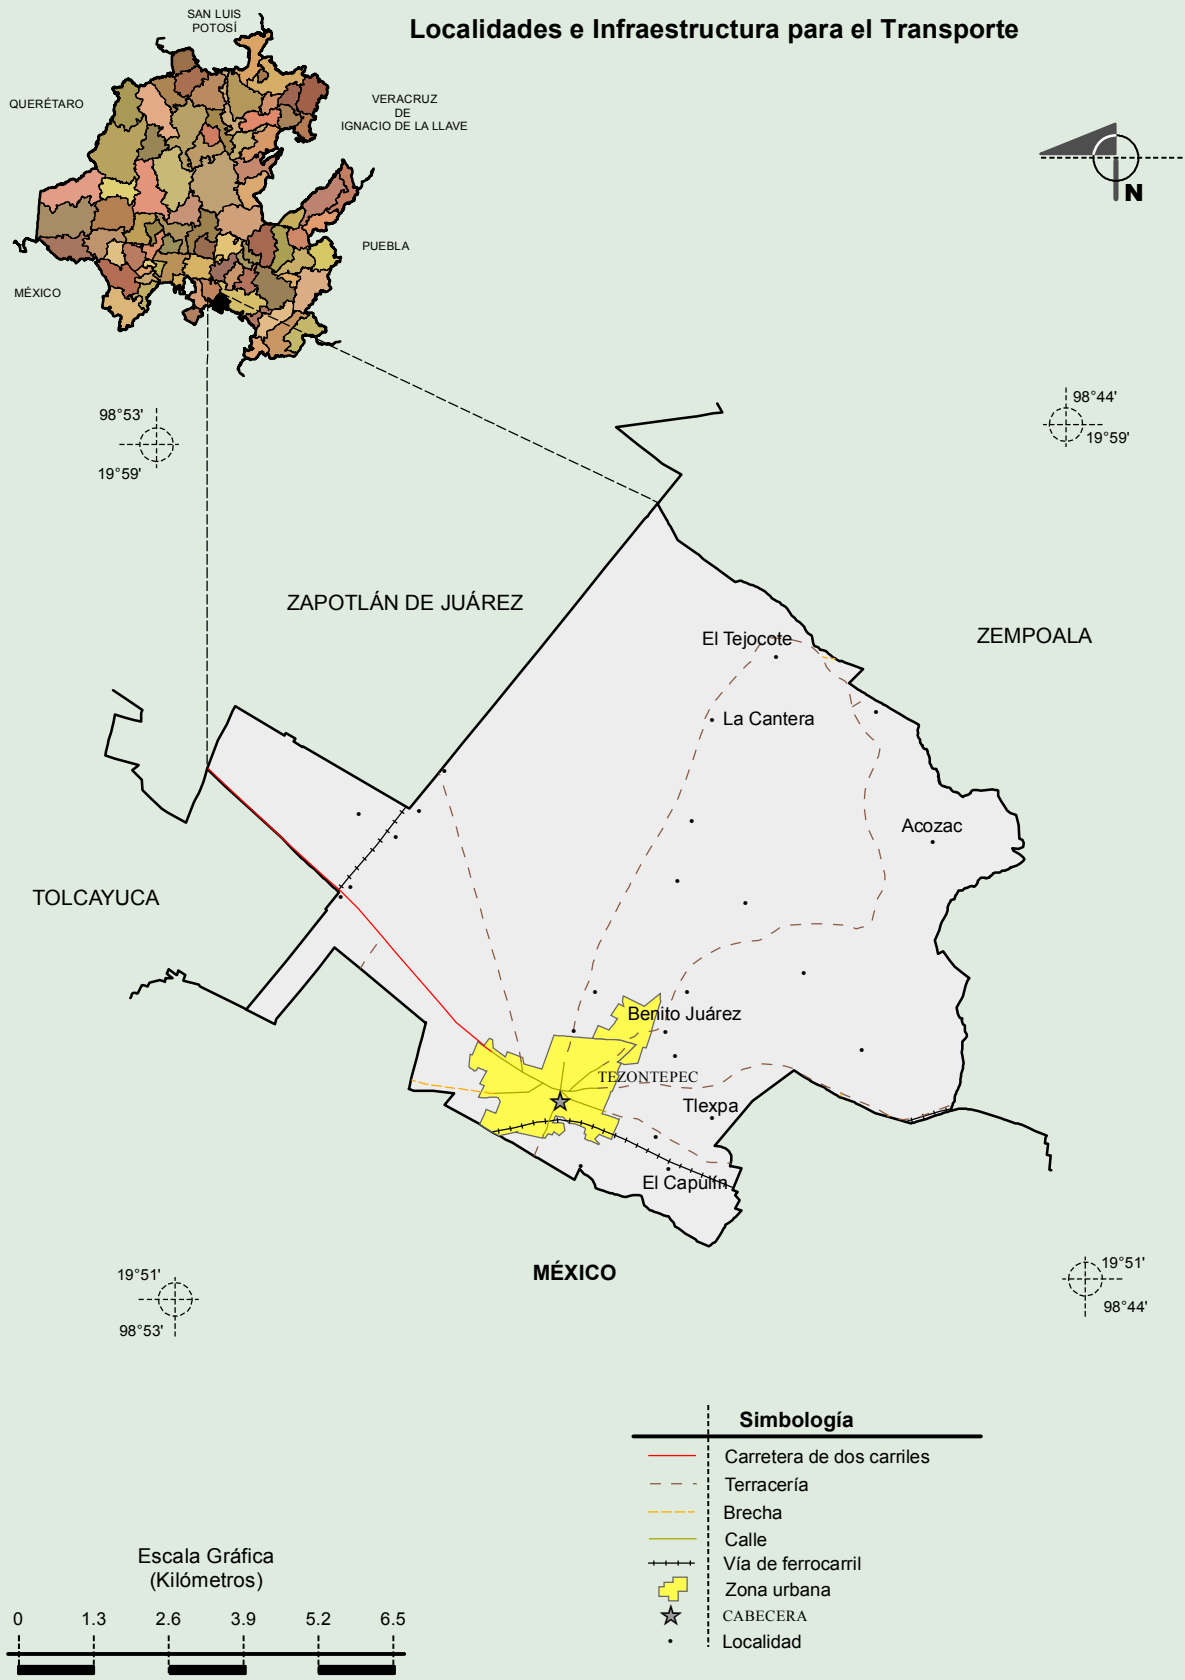 Localidades e Infraestructura para el Transporte
SAN LUIS
POTOSÍ
QUERÉTARO
VERACRUZ
DE
IGNACIO DE LA LLAVE
PUEBLA
MÉXICO
N
98°53'
19°59'
98°44'
19°59'
ZAPOTLÁN DE JUÁREZ
ZEMPOALA
El Tejocote
La Cantera
Acozac
TOLCAYUCA
Benito Juárez
TEZONTEPEC
Tlexpa
El Capulín
MÉXICO
19°51'
98°53'
19°51'
98°44'
Simbología
Carretera de dos carriles
Terracería
Brecha
Calle
Vía de ferrocarril
Zona urbana
CABECERA
Localidad
Escala Gráfica
(Kilómetros)
0 1.3 2.6 3.9 5.2 6.5